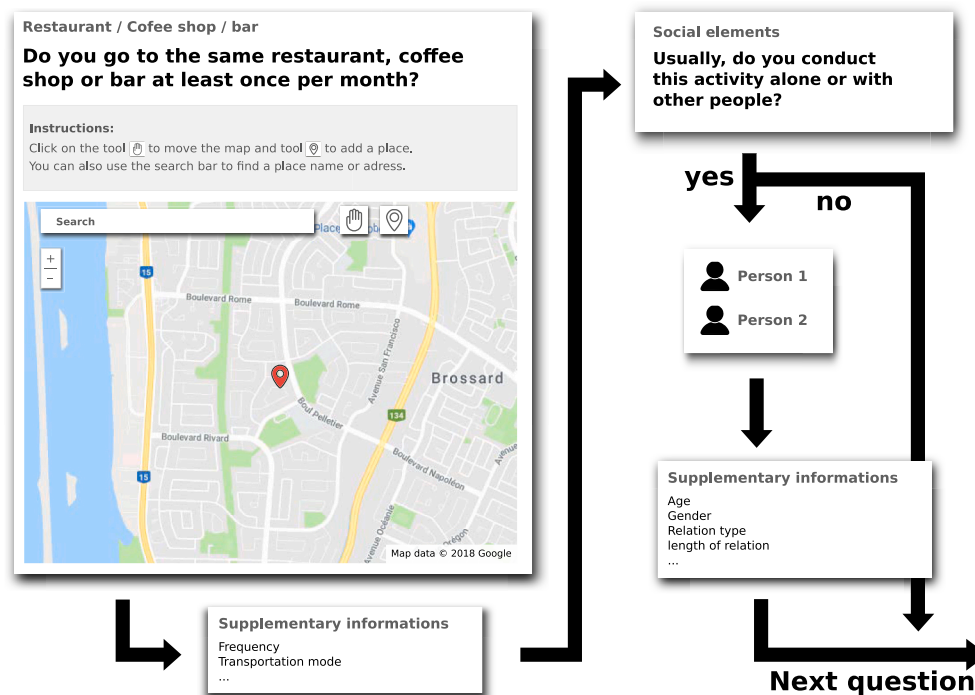 Restaurant / Cofee shop / bar
Do you go to the same restaurant, coffee
shop or bar at least once per month?
Instructions:
Click on the tool to move the map and tool to add a place.
You can also use the search bar to find a place name or adress.
Search
+
-
15
Boulevard Rome
Boulevard Rome
Avenue San Francisco
Brossard
Boul Pelletier
134
Boulevard Rivard
Boulevard Napoléon
15
Avenue Océanie
Map data © 2018 Google
Supplementary informations
Frequency
Transportation mode
...
Social elements
Usually, do you conduct
this activity alone or with
other people?
yes
no
Person 1
Person 2
Supplementary informations
Age
Gender
Relation type
length of relation
...
Next question